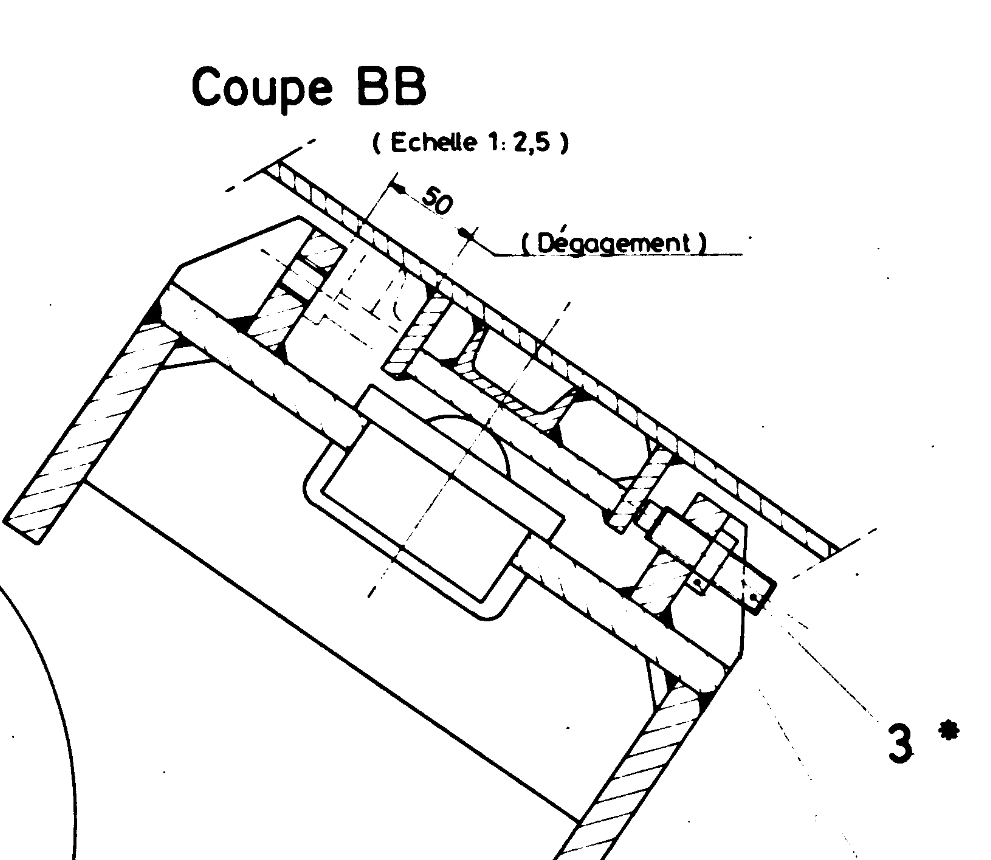 Coupe BB
( Echelle 1: 2,5 )
50
( Dégagement )
3 *